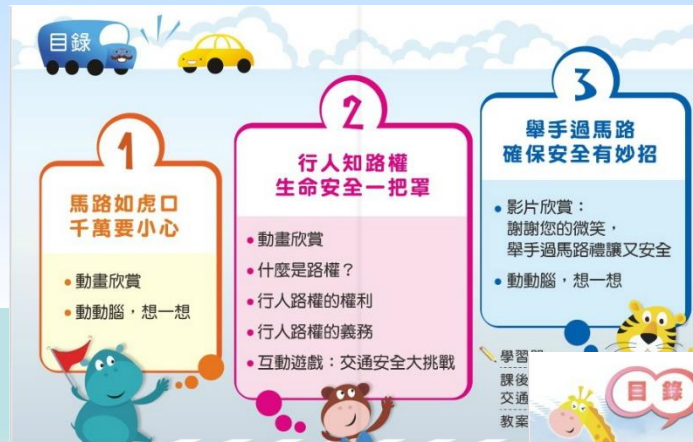 目錄
1
馬路如虎口
千萬要小心
• 動畫欣賞
• 動動腦，想一想
2
行人知路權
生命安全一把罩
• 動畫欣賞
• 什麼是路權？
• 行人路權的權利
• 行人路權的義務
• 互動遊戲：交通安全大挑戰
3
舉手過馬路
確保安全有妙招
• 影片欣賞：
謝謝您的微笑，
舉手過馬路禮讓又安全
• 動動腦，想一想
學習
課後
交通
教案
目錄